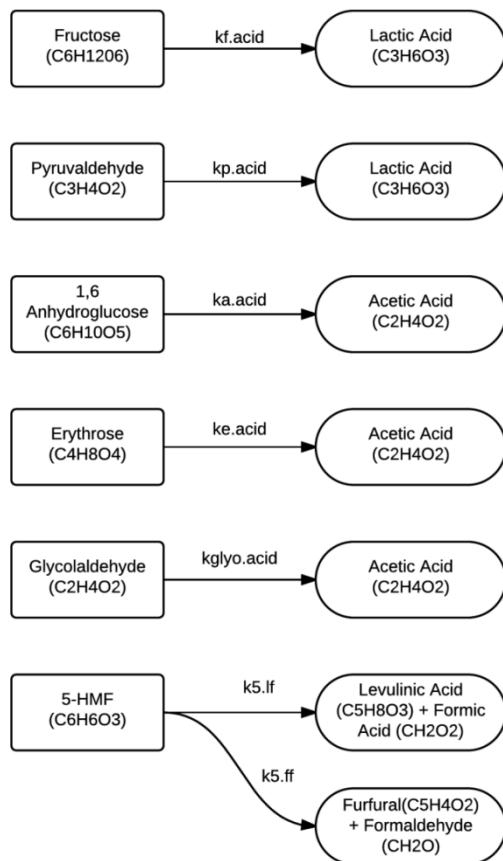 Fructose
(C6H1206)
kf.acid
Lactic Acid
(C3H6O3)
Pyruvaldehyde
(C3H4O2)
kp.acid
Lactic Acid
(C3H6O3)
1,6
Anhydroglucose
(C6H10O5)
ka.acid
Acetic Acid
(C2H4O2)
Erythrose
(C4H8O4)
ke.acid
Acetic Acid
(C2H4O2)
Glycolaldehyde
(C2H4O2)
kglyo.acid
Acetic Acid
(C2H4O2)
5-HMF
(C6H6O3)
k5.lf
Levulinic Acid
(C5H8O3) + Formic
Acid (CH2O2)
k5.ff
Furfural(C5H4O2)
+ Formaldehyde
(CH2O)